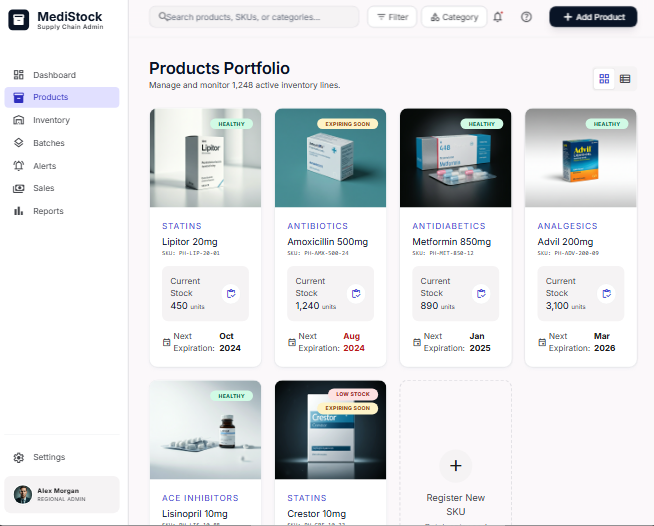 MediStock
Supply Chain Admin
Search products, SKUs, or categories...
Filter
Category
Add Product
Dashboard
Products
Inventory
Batches
Alerts
Sales
Reports
Settings
Alex Morgan
REGIONAL ADMIN
Products Portfolio
Manage and monitor 1,248 active inventory lines.
HEALTHY
Lipitor
STATINS
Lipitor 20mg
SKU: PH-LIP-20-01
Current
Stock
450 units
Next Oct
Expiration: 2024
EXPIRING SOON
ANTIBIOTICS
Amoxicillin 500mg
SKU: PH-AMX-500-24
Current
Stock
1,240 units
Next Aug
Expiration: 2024
HEALTHY
ANTIDIABETICS
Metformin 850mg
SKU: PH-MET-850-12
Current
Stock
890 units
Next Jan
Expiration: 2025
HEALTHY
Advil
ANALGESICS
Advil 200mg
SKU: PH-ADV-200-09
Current
Stock
3,100 units
Next Mar
Expiration: 2026
HEALTHY
ACE INHIBITORS
Lisinopril 10mg
LOW STOCK
EXPIRING SOON
Crestor
STATINS
Crestor 10mg
Register New
SKU